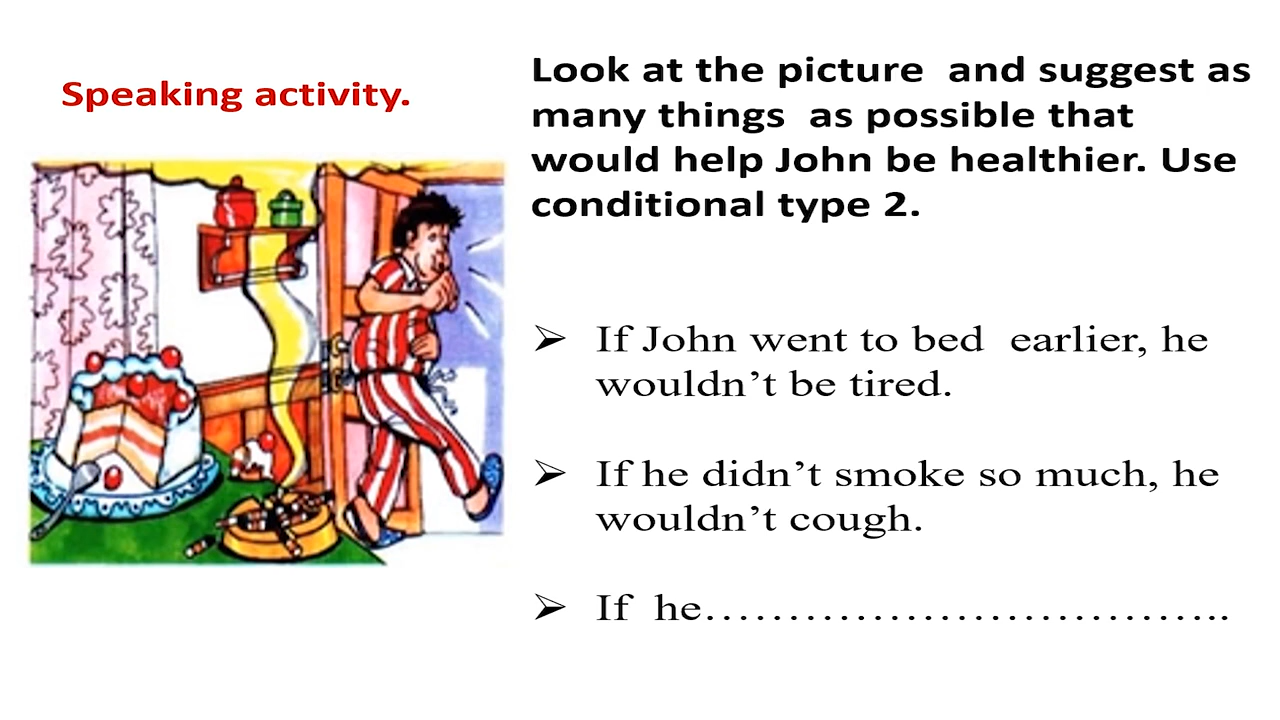 Speaking activity.
Look at the picture and suggest as
many things as possible that
would help John be healthier. Use
conditional type 2.
➢ If John went to bed earlier, he
wouldn’t be tired.
➢ If he didn’t smoke so much, he
wouldn’t cough.
➢ If he……………………………..